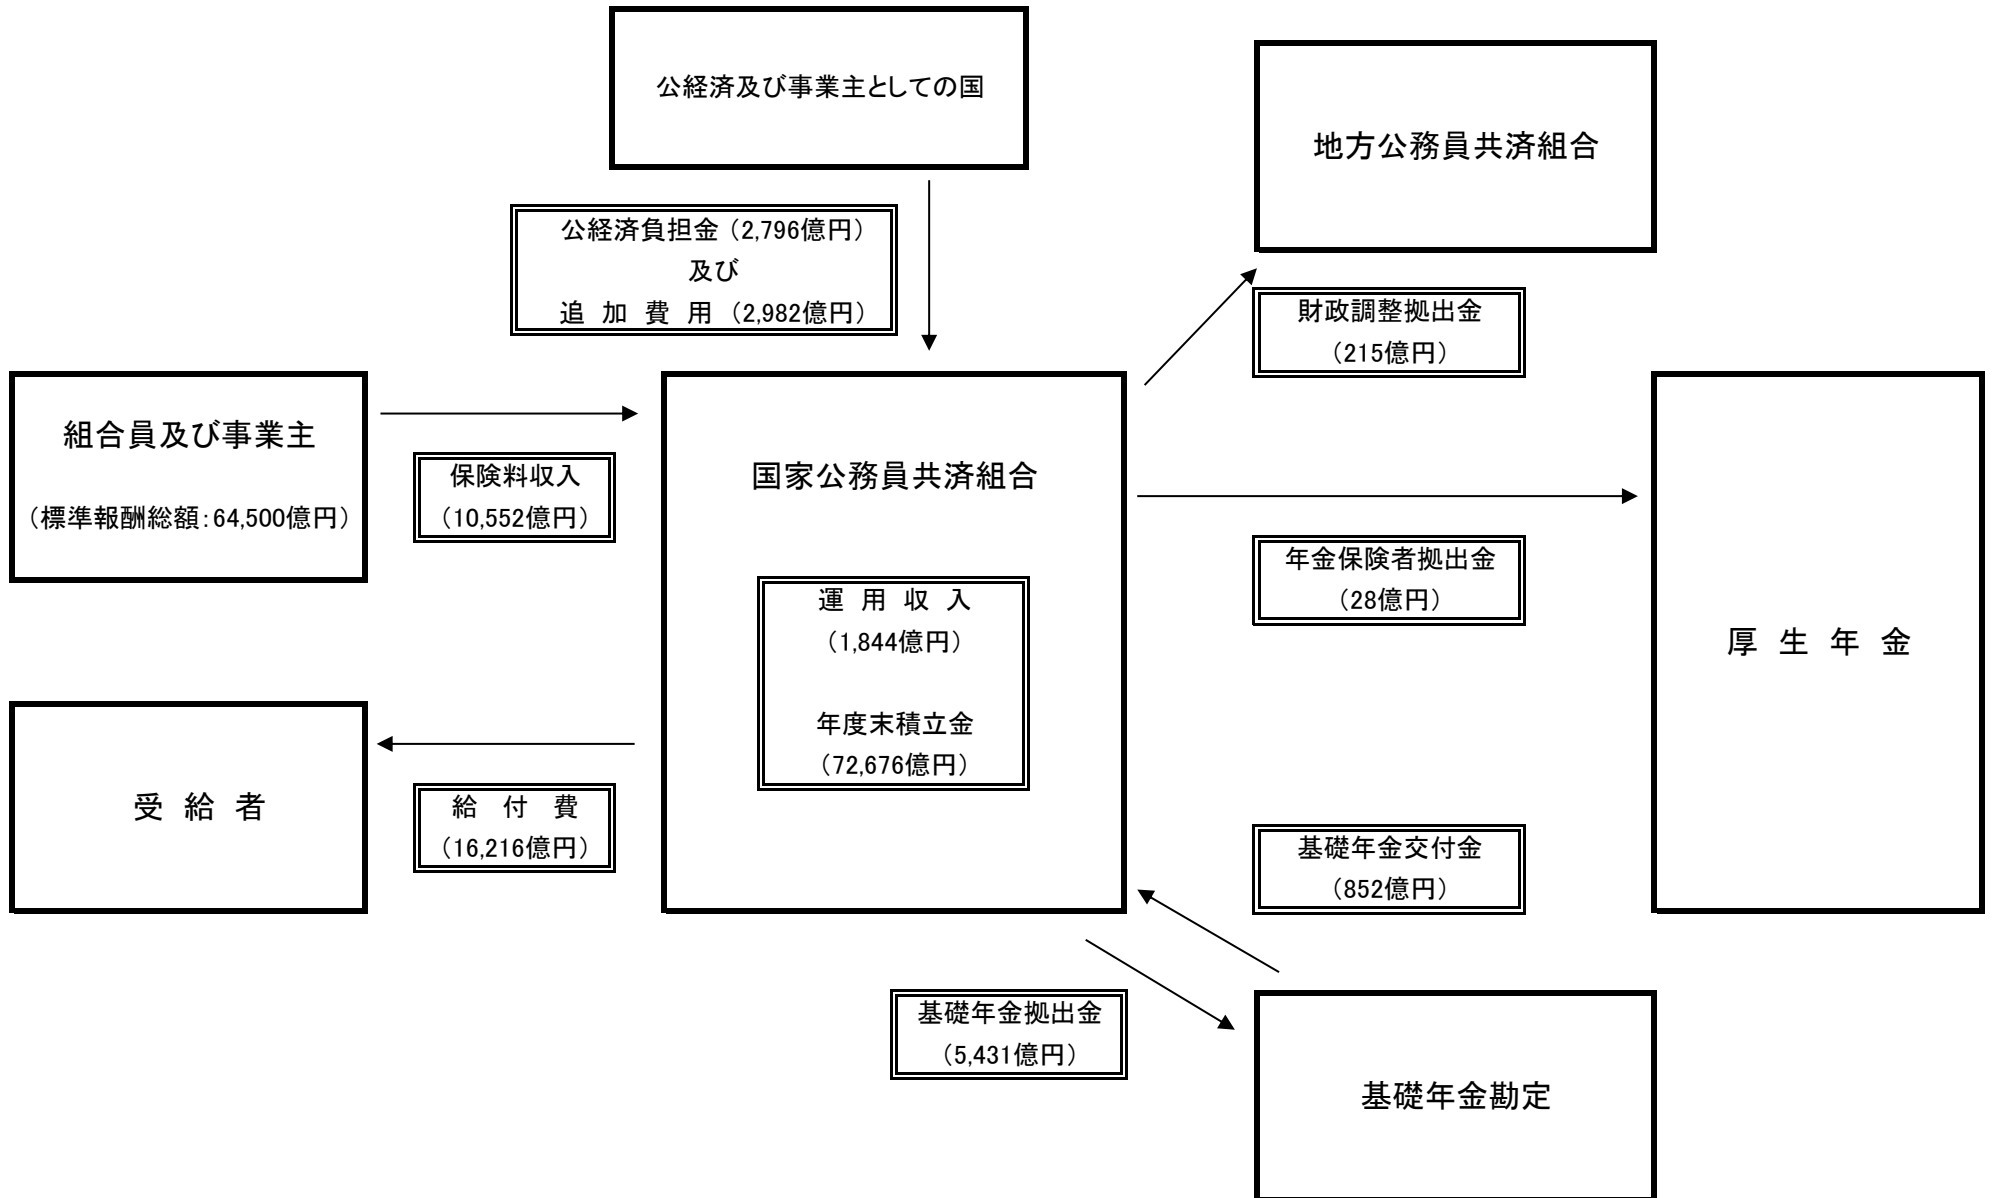 公経済及び事業主としての国
地方公務員共済組合
公経済負担金（2,796億円）
及び
追　加　費　用（2,982億円）
財政調整拠出金
（215億円）
組合員及び事業主
（標準報酬総額：64,500億円）
保険料収入
（10,552億円）
国家公務員共済組合
年金保険者拠出金
（28億円）
運　用　収　入
（1,844億円）
年度末積立金
（72,676億円）
厚　生　年　金
受　給　者
給　付　費
（16,216億円）
基礎年金交付金
（852億円）
基礎年金拠出金
（5,431億円）
基礎年金勘定